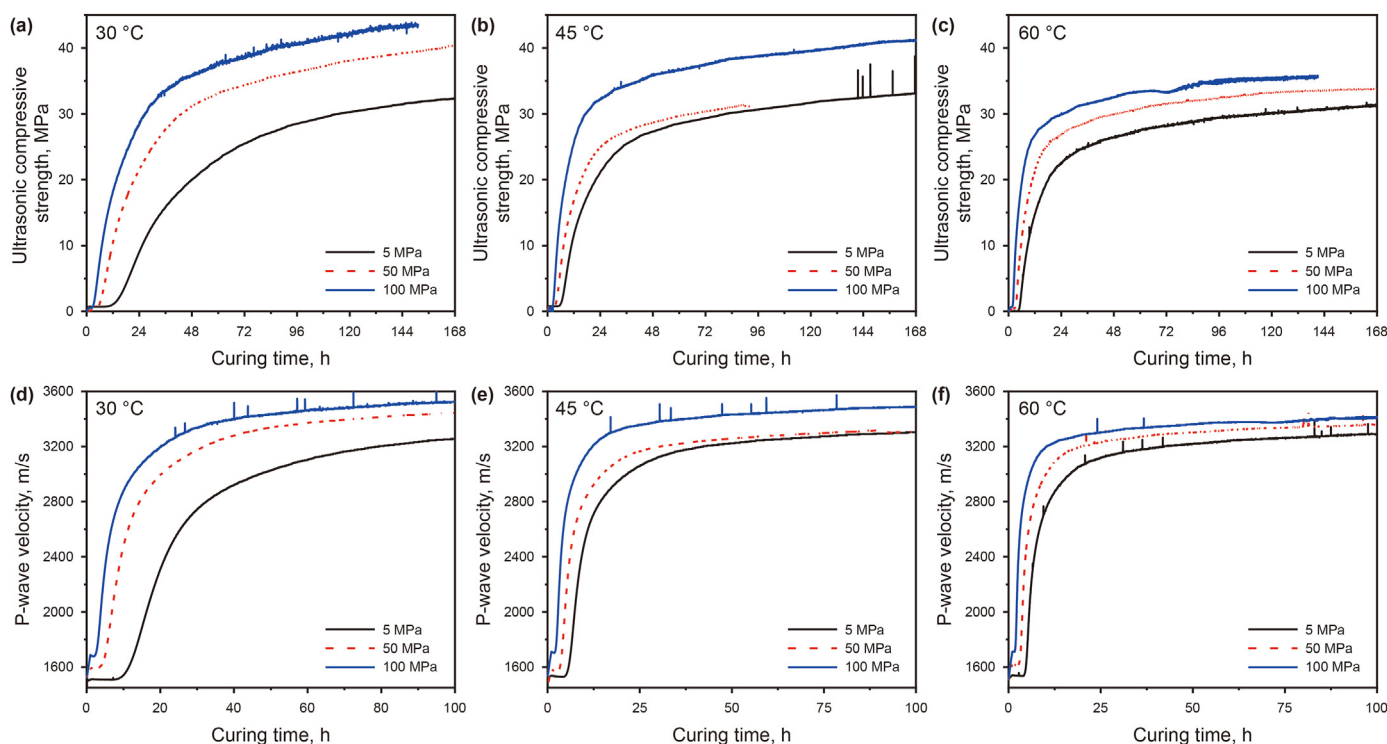 (a)
30 °C
Ultrasonic compressive
strength, MPa
40
30
20
10
0
5 MPa
50 MPa
100 MPa
0 24 48 72 96 120 144 168
Curing time, h
(b)
45 °C
Ultrasonic compressive
strength, MPa
40
30
20
10
0
5 MPa
50 MPa
100 MPa
0 24 48 72 96 120 144 168
Curing time, h
(c)
60 °C
Ultrasonic compressive
strength, MPa
40
30
20
10
0
5 MPa
50 MPa
100 MPa
0 24 48 72 96 120 144 168
Curing time, h
(d)
30 °C
P-wave velocity, m/s
3600
3200
2800
2400
2000
1600
5 MPa
50 MPa
100 MPa
0 20 40 60 80 100
Curing time, h
(e)
45 °C
P-wave velocity, m/s
3600
3200
2800
2400
2000
1600
5 MPa
50 MPa
100 MPa
0 25 50 75 100
Curing time, h
(f)
60 °C
P-wave velocity, m/s
3600
3200
2800
2400
2000
1600
5 MPa
50 MPa
100 MPa
0 25 50 75 100
Curing time, h